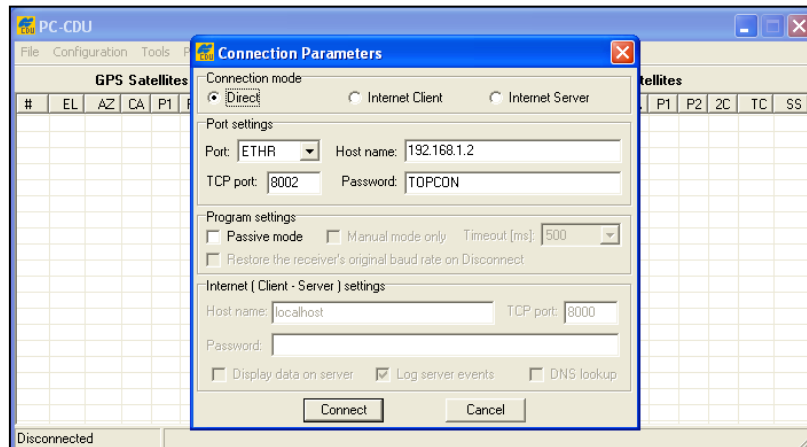 PC-CDU
File Configuration Tools
Connection Parameters
GPS Satellites
# EL AZ CA P1
P1 P2 2C TC SS
Connection mode
Direct Internet Client Internet Server
Port settings
Port: ETHR Host name: 192.168.1.2
TCP port: 8002 Password: TOPCON
Program settings
Passive mode Manual mode only Timeout [ms]: 500
Restore the receiver's original baud rate on Disconnect
Internet ( Client - Server ) settings
Host name: localhost TCP port: 8000
Password:
Display data on server Log server events DNS lookup
Connect Cancel
Disconnected